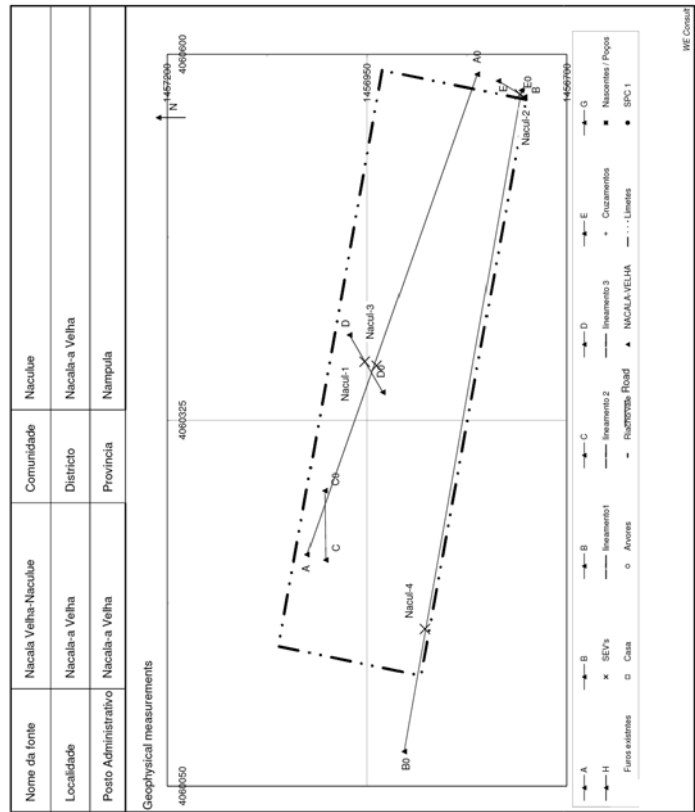 Nome da fonte Nacala Velha-Naculue Comunidade Naculue
Localidade Nacala-a Velha Districto Nacala-a Velha
Posto Administrativo Nacala-a Velha Provincia Nampula
Geophysical measurements
4060050 4060325 4060600
1457200
N
1456950
1456700
A
C
C0
D
Nacul-1
Nacul-3
D0
A0
E
E0
B
Nacul-2
Nacul-4
B0
A B B C D E G
H SEV's lineamento1 lineamento 2 lineamento 3 Cruzamentos Nascentes / Poços
Furos existntes Casa Arvores Road NACALA-VELHA Limetes SPC 1
WE Consult